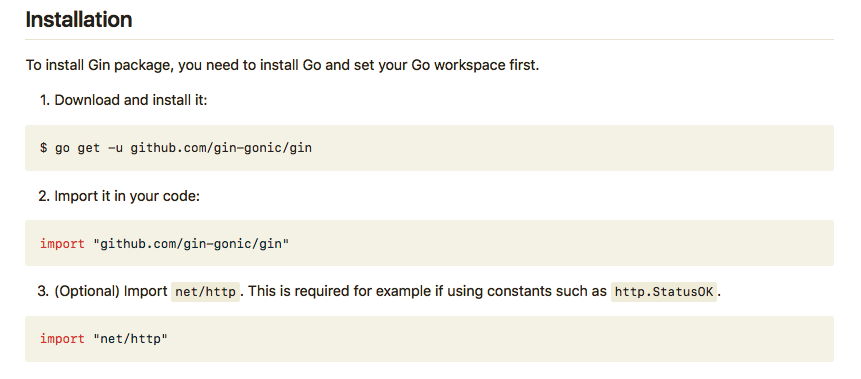 Installation
To install Gin package, you need to install Go and set your Go workspace first.
1. Download and install it:
$ go get -u github.com/gin-gonic/gin
2. Import it in your code:
import "github.com/gin-gonic/gin"
3. (Optional) Import net/http. This is required for example if using constants such as http.StatusOK.
import "net/http"